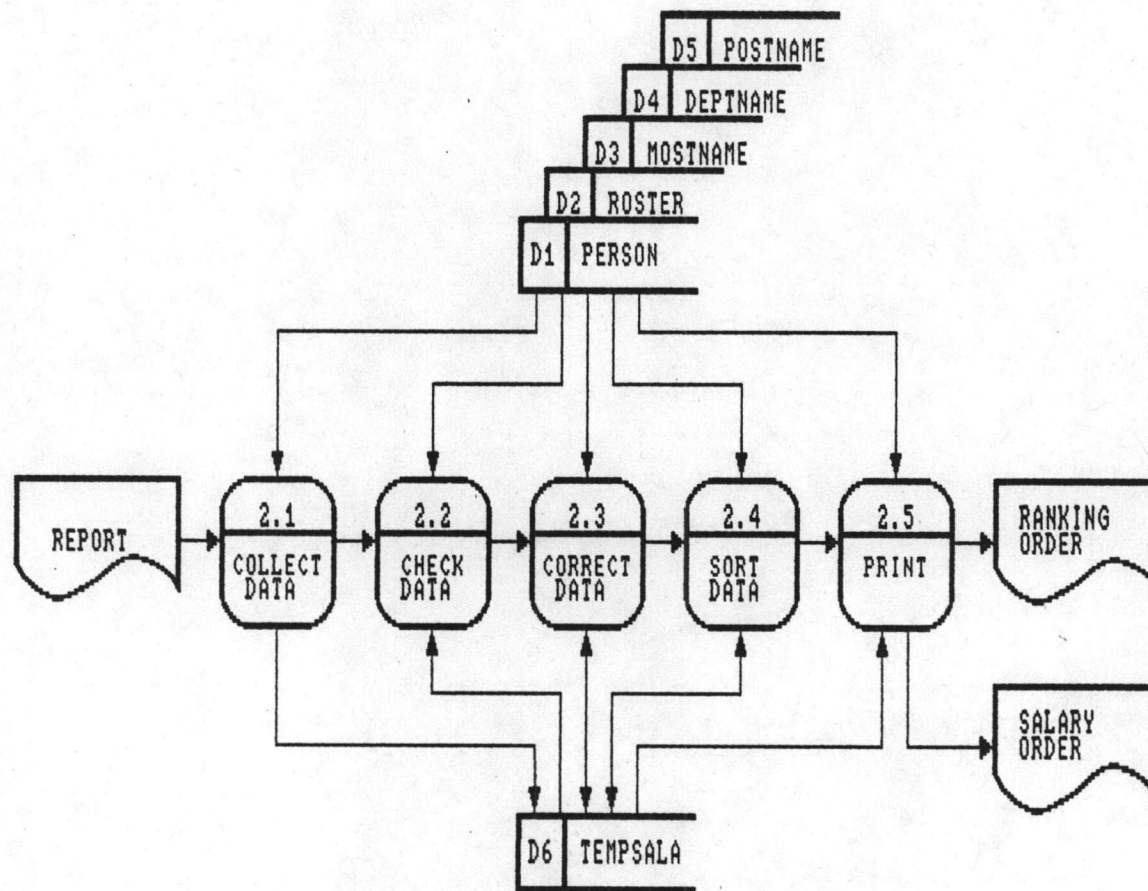 D5 POSTNAME
D4 DEPTNAME
D3 MOSTNAME
D2 ROSTER
D1 PERSON
REPORT
2.1
COLLECT
DATA
2.2
CHECK
DATA
2.3
CORRECT
DATA
2.4
SORT
DATA
2.5
PRINT
RANKING
ORDER
SALARY
ORDER
D6 TEMPSALA